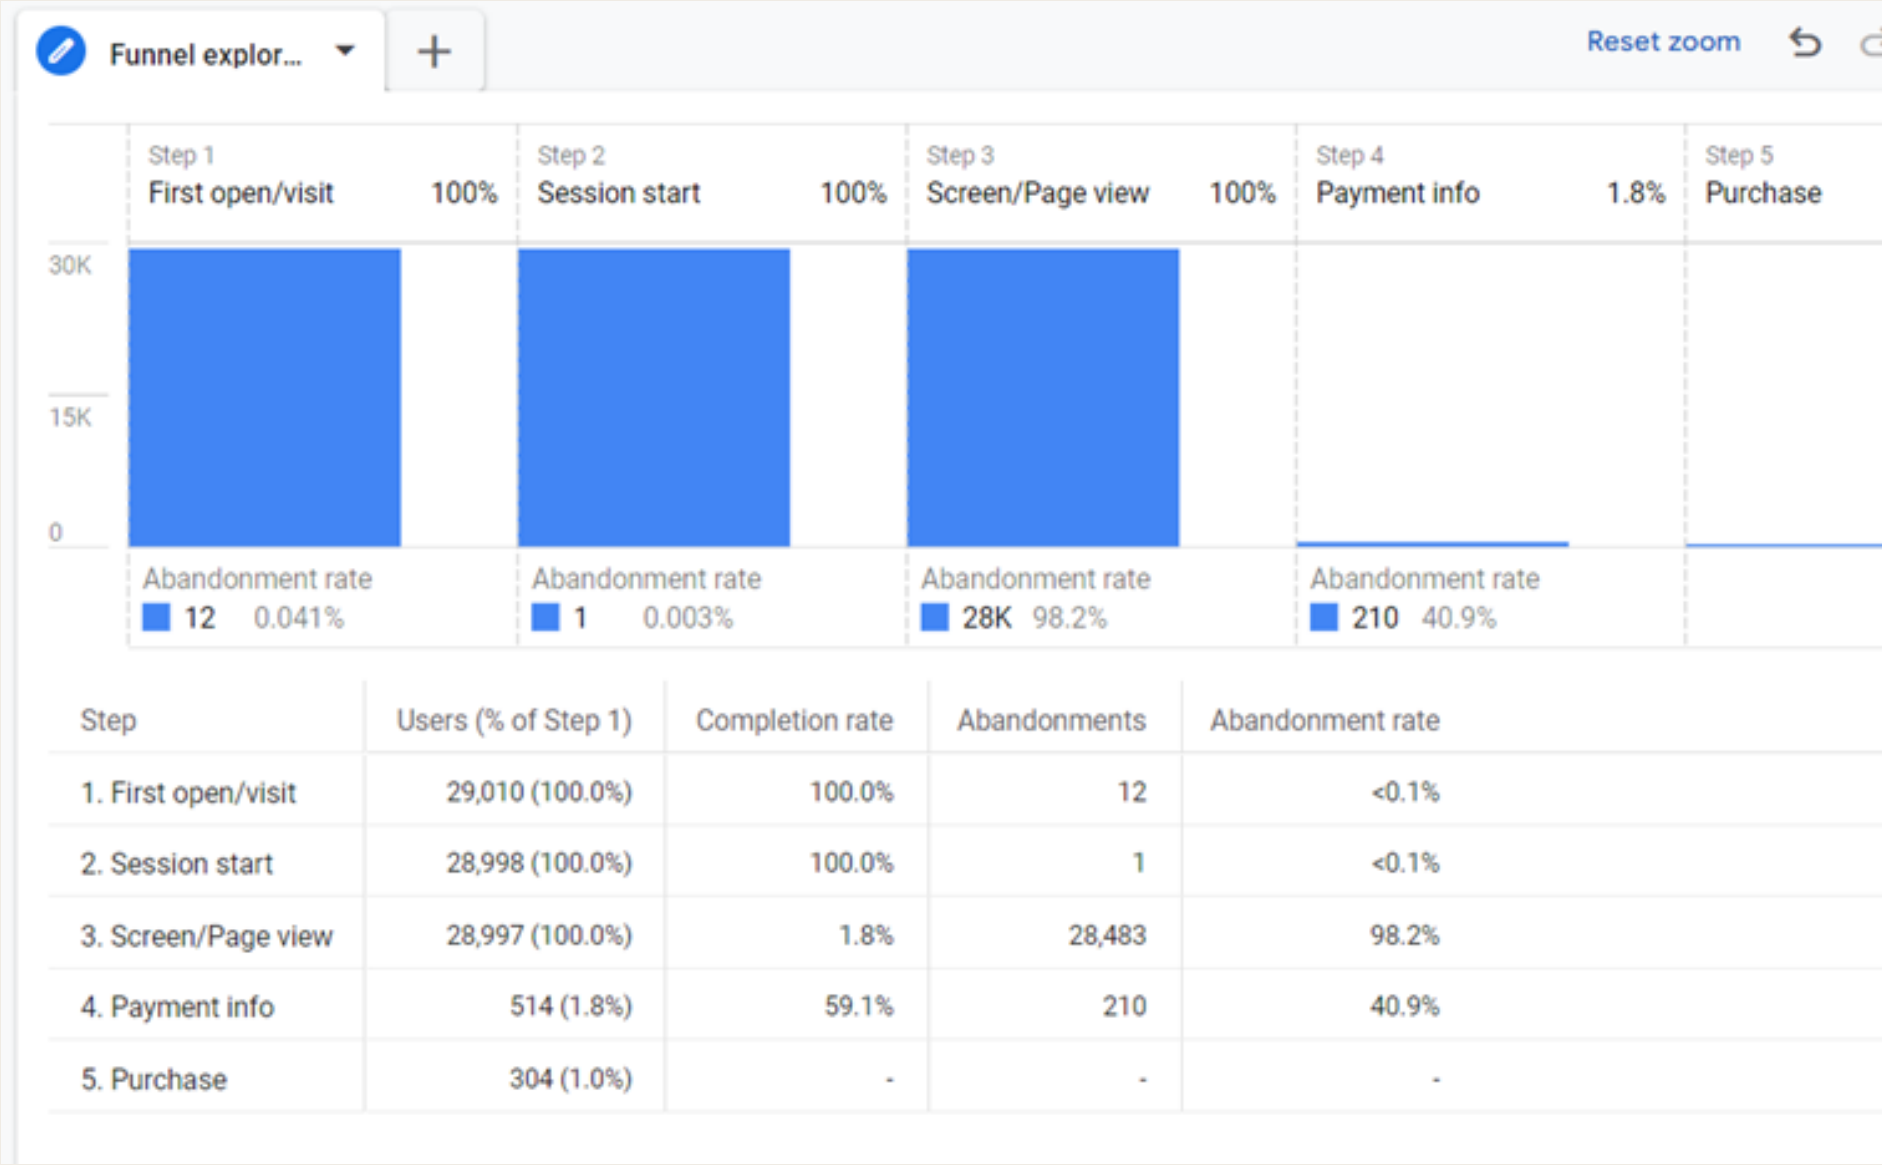 Funnel explor...
Reset zoom
Step 1
First open/visit 100%
Step 2
Session start 100%
Step 3
Screen/Page view 100%
Step 4
Payment info 1.8%
Step 5
Purchase
30K
15K
0
Abandonment rate
12 0.041%
Abandonment rate
1 0.003%
Abandonment rate
28K 98.2%
Abandonment rate
210 40.9%
Step Users (% of Step 1) Completion rate Abandonments Abandonment rate
1. First open/visit 29,010 (100.0%) 100.0% 12 <0.1%
2. Session start 28,998 (100.0%) 100.0% 1 <0.1%
3. Screen/Page view 28,997 (100.0%) 1.8% 28,483 98.2%
4. Payment info 514 (1.8%) 59.1% 210 40.9%
5. Purchase 304 (1.0%) - - -